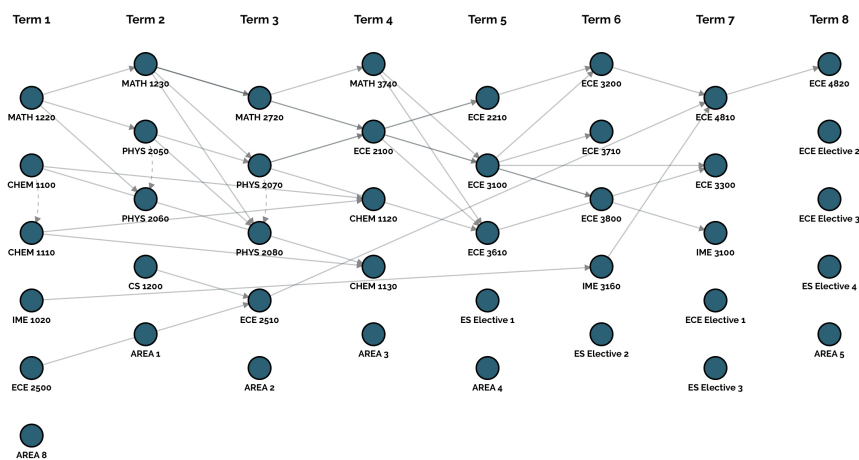 Term 1
Term 2
Term 3
Term 4
Term 5
Term 6
Term 7
Term 8
MATH 1220
CHEM 1100
CHEM 1110
IME 1020
ECE 2500
AREA 8
MATH 1230
PHYS 2050
PHYS 2060
CS 1200
AREA 1
MATH 2720
PHYS 2070
PHYS 2080
ECE 2510
AREA 2
MATH 3740
ECE 2100
CHEM 1120
CHEM 1130
AREA 3
ECE 2210
ECE 3100
ECE 3610
ES Elective 1
AREA 4
ECE 3200
ECE 3710
ECE 3800
IME 3160
ES Elective 2
ECE 4810
ECE 3300
IME 3100
ECE Elective 1
ES Elective 3
ECE 4820
ECE Elective 2
ECE Elective 3
ES Elective 4
AREA 5